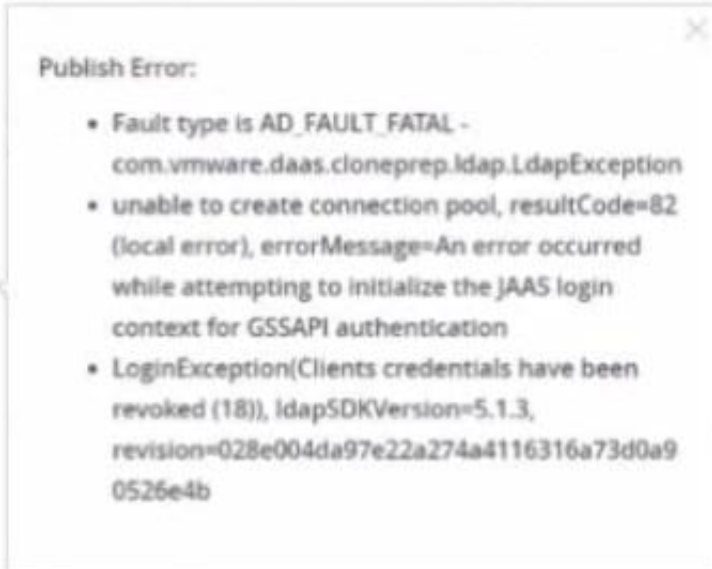 Publish Error:
• Fault type is AD_FAULT_FATAL -
com.vmware.daas.cloneprep.ldap.LdapException
• unable to create connection pool, resultCode=82
(local error), errorMessage=An error occurred
while attempting to initialize the JAAS login
context for GSSAPI authentication
• LoginException(Clients credentials have been
revoked (18)), ldapSDKVersion=5.1.3,
revision=028e004da97e22a274a4116316a73d0a9
0526e4b